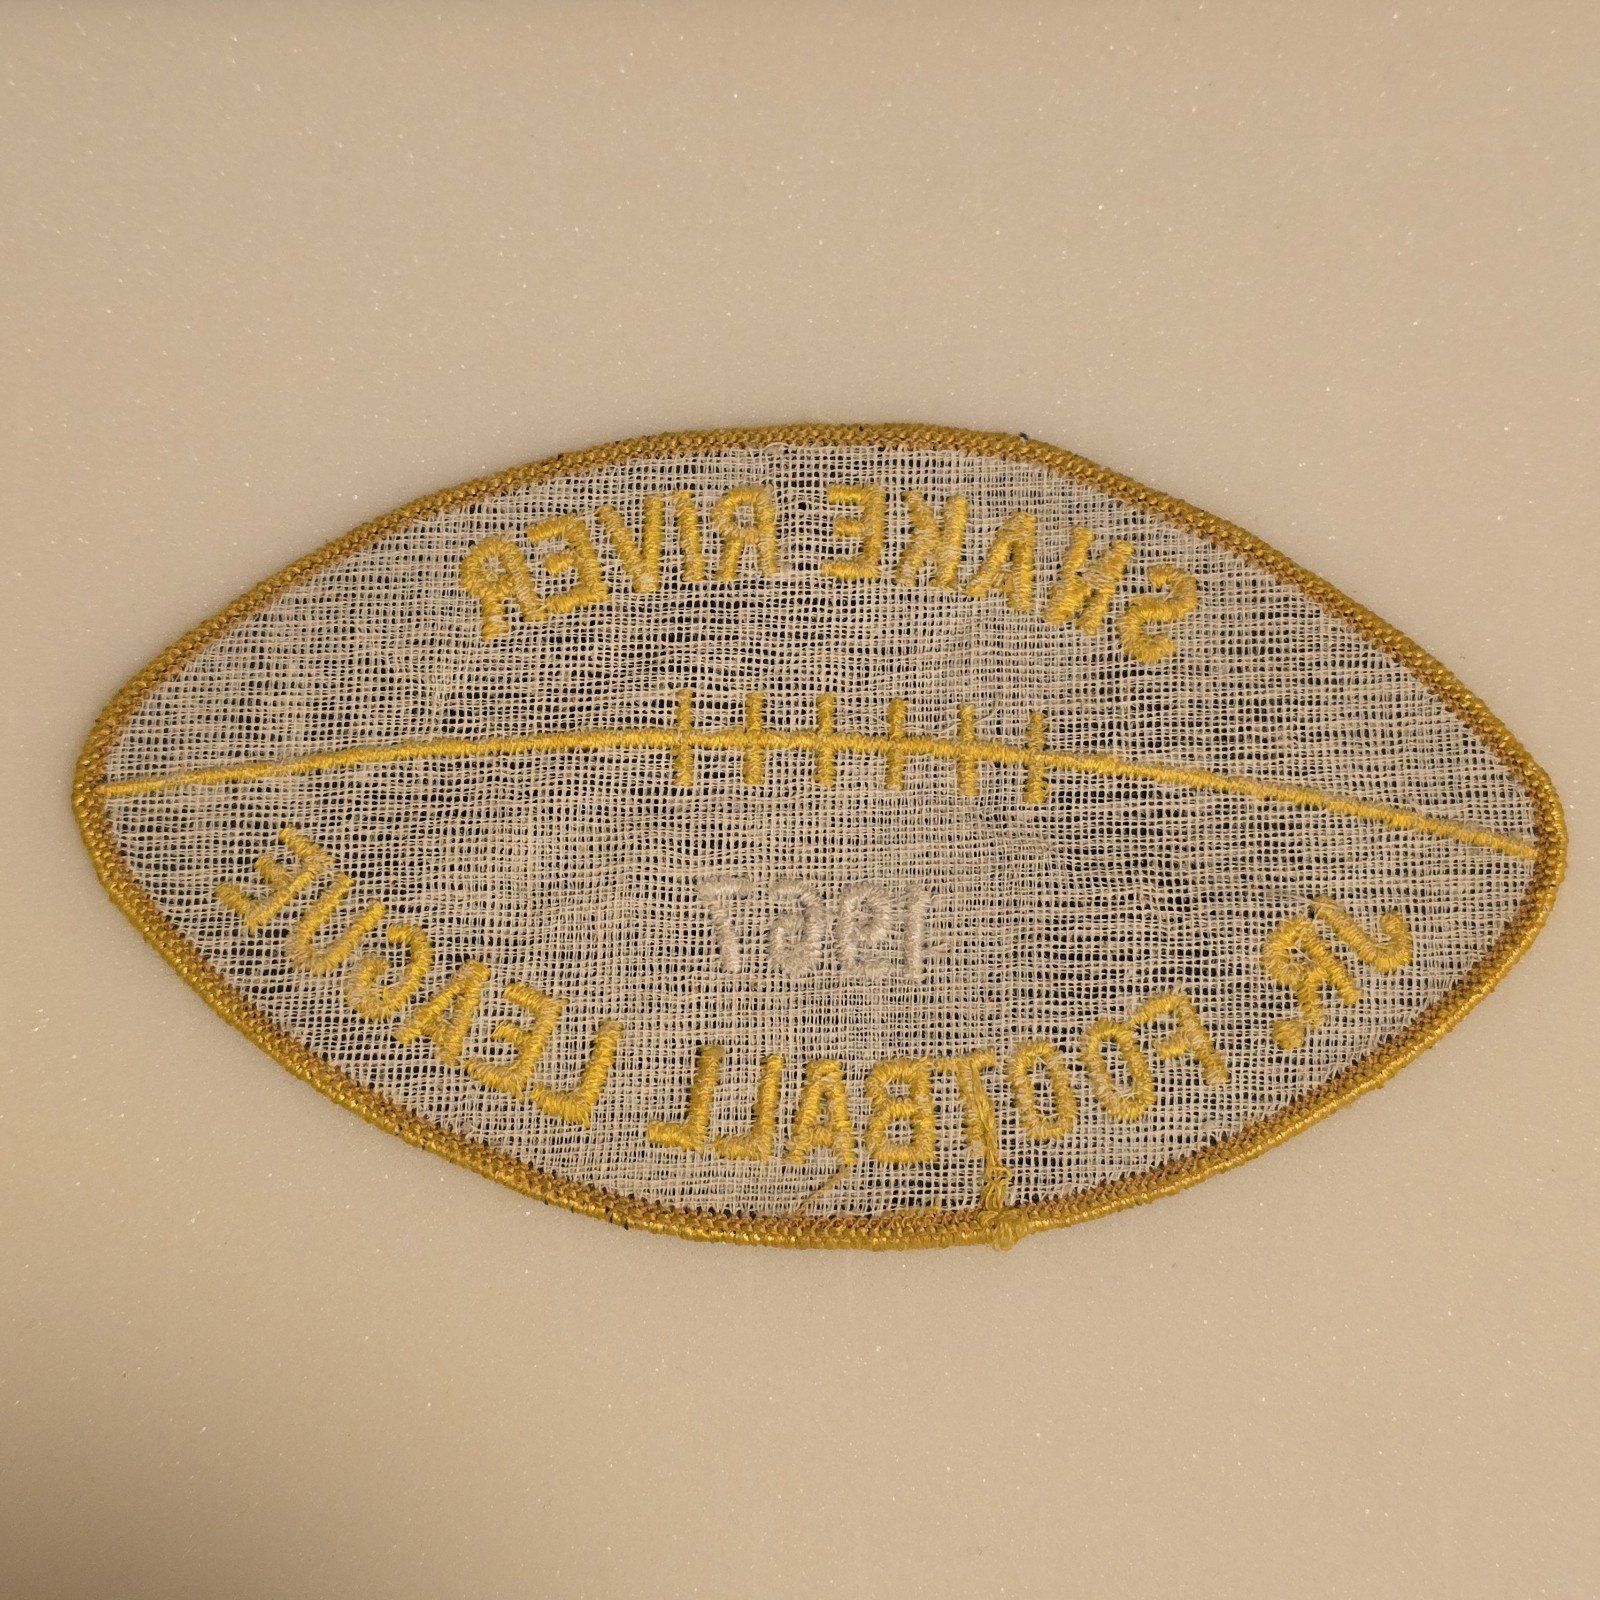 SNAKE RIVER
1967
JR. FOOTBALL LEAGUE